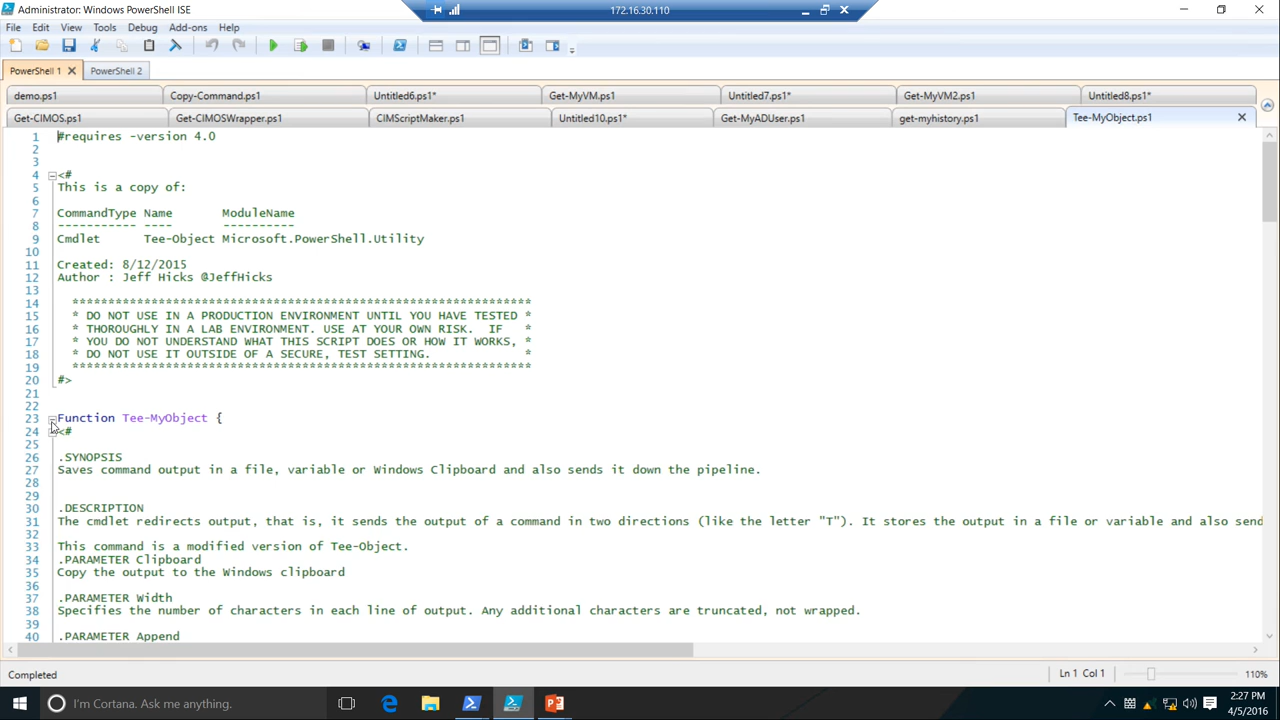 Administrator: Windows PowerShell ISE
172.16.30.110
File Edit View Tools Debug Add-ons Help
PowerShell 1 PowerShell 2
demo.ps1 Copy-Command.ps1 Untitled6.ps1* Get-MyVM.ps1 Untitled7.ps1* Get-MyVM2.ps1 Untitled8.ps1*
Get-CIMOS.ps1 Get-CIMOSWrapper.ps1 CIMScriptMaker.ps1 Untitled10.ps1* Get-MyADUser.ps1 get-myhistory.ps1 Tee-MyObject.ps1
1 #requires -version 4.0
2
3
4 <#
5 This is a copy of:
6
7 CommandType Name ModuleName
8 ----------- ---- ----------
9 Cmdlet Tee-Object Microsoft.PowerShell.Utility
10
11 Created: 8/12/2015
12 Author : Jeff Hicks @JeffHicks
13
14 ****************************************************************
15 * DO NOT USE IN A PRODUCTION ENVIRONMENT UNTIL YOU HAVE TESTED *
16 * THOROUGHLY IN A LAB ENVIRONMENT. USE AT YOUR OWN RISK. IF *
17 * YOU DO NOT UNDERSTAND WHAT THIS SCRIPT DOES OR HOW IT WORKS, *
18 * DO NOT USE IT OUTSIDE OF A SECURE, TEST SETTING. *
19 ****************************************************************
20 #>
21
22
23 Function Tee-MyObject {
24 <#
25
26 .SYNOPSIS
27 Saves command output in a file, variable or Windows Clipboard and also sends it down the pipeline.
28
29
30 .DESCRIPTION
31 The cmdlet redirects output, that is, it sends the output of a command in two directions (like the letter "T"). It stores the output in a file or variable and also send
32
33 This command is a modified version of Tee-Object.
34 .PARAMETER Clipboard
35 Copy the output to the Windows clipboard
36
37 .PARAMETER Width
38 Specifies the number of characters in each line of output. Any additional characters are truncated, not wrapped.
39
40 .PARAMETER Append
Completed Ln 1 Col 1 110%
I'm Cortana. Ask me anything. 2:27 PM
4/5/2016